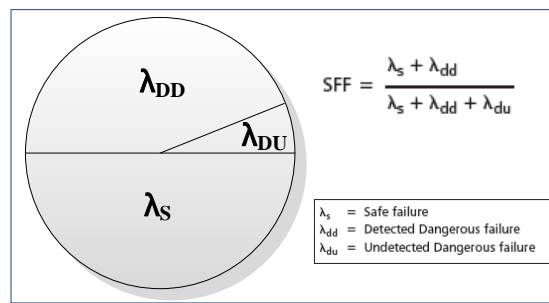 λDD
λDU
λS
SFF = λs + λdd
λs + λdd + λdu
λs = Safe failure
λdd = Detected Dangerous failure
λdu = Undetected Dangerous failure